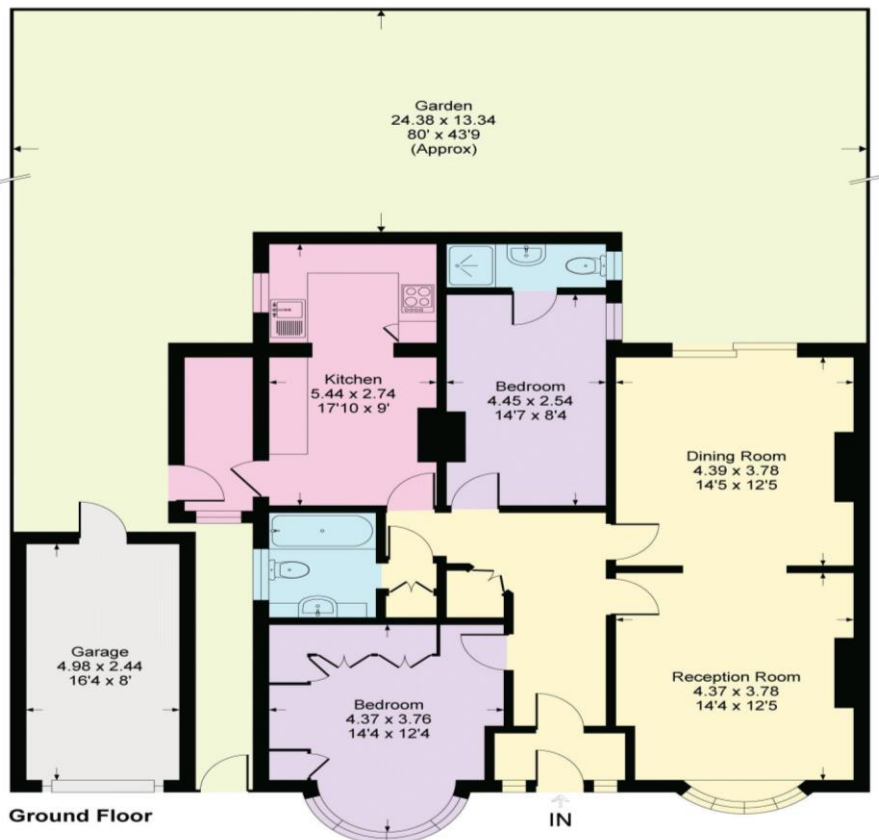 Garden
24.38 x 13.34
80' x 43'9
(Approx)
Kitchen
5.44 x 2.74
17'10 x 9'
Bedroom
4.45 x 2.54
14'7 x 8'4
Dining Room
4.39 x 3.78
14'5 x 12'5
Garage
4.98 x 2.44
16'4 x 8'
Bedroom
4.37 x 3.76
14'4 x 12'4
Reception Room
4.37 x 3.78
14'4 x 12'5
Ground Floor
IN